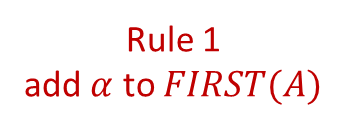 Rule 1
add 𝛼 to 𝐹𝐼𝑅𝑆𝑇(𝐴)